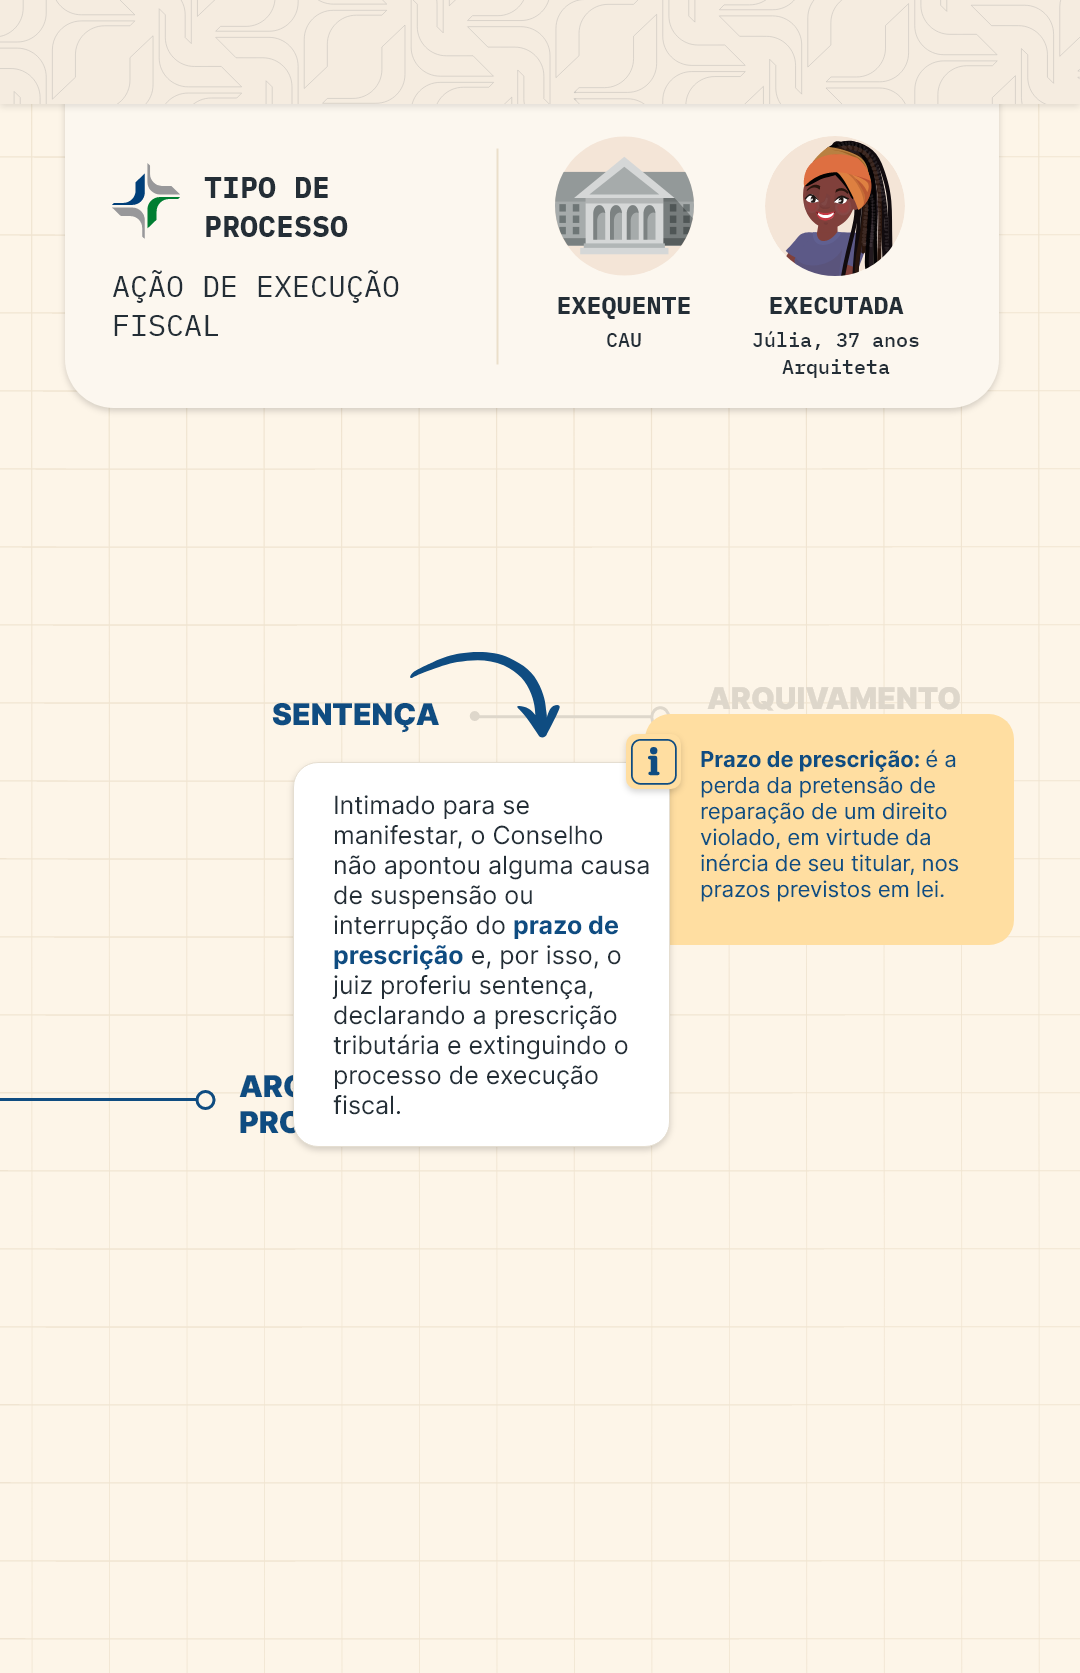 TIPO DE
PROCESSO
AÇÃO DE EXECUÇÃO
FISCAL
EXEQUENTE
CAU
EXECUTADA
Júlia, 37 anos
Arquiteta
SENTENÇA
ARQUIVAMENTO
Prazo de prescrição: é a
perda da pretensão de
reparação de um direito
violado, em virtude da
inércia de seu titular, nos
prazos previstos em lei.
Intimado para se
manifestar, o Conselho
não apontou alguma causa
de suspensão ou
interrupção do prazo de
prescrição e, por isso, o
juiz proferiu sentença,
declarando a prescrição
tributária e extinguindo o
processo de execução
fiscal.